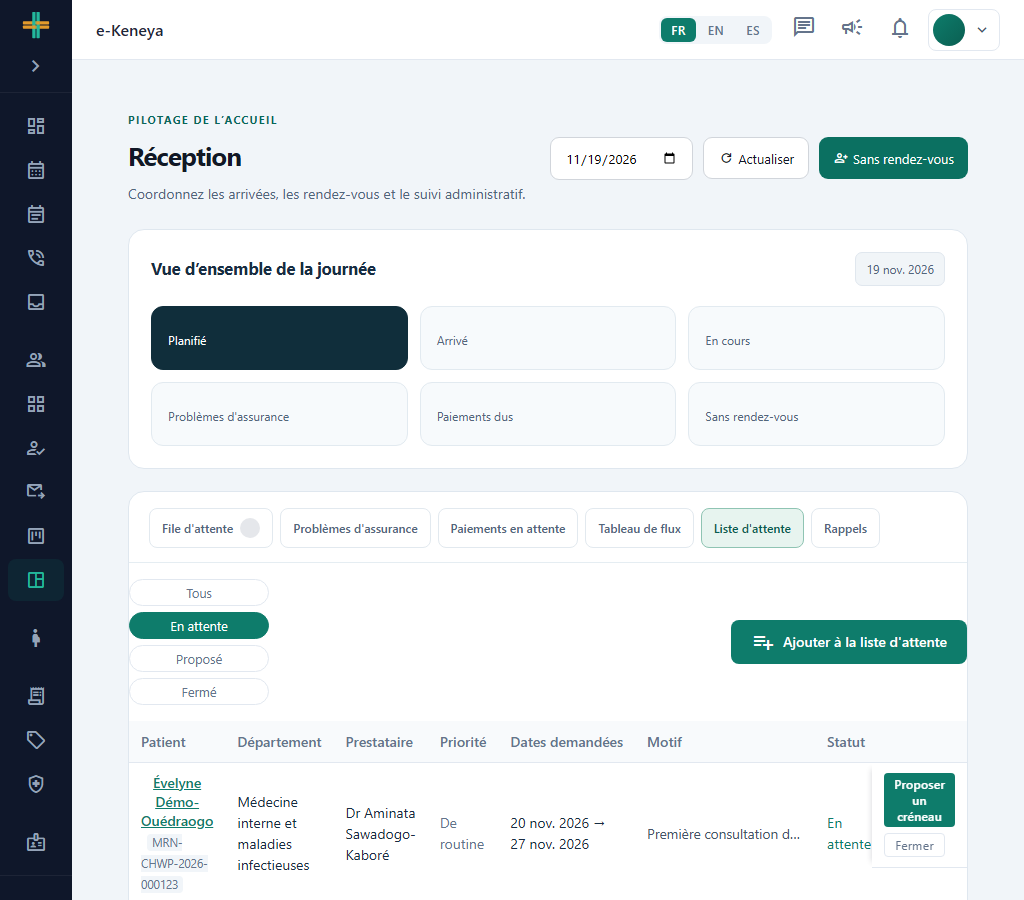 e-Keneya
FR EN ES
PILOTAGE DE L'ACCUEIL
Réception
11/19/2026
Actualiser
Sans rendez-vous
Coordonnez les arrivées, les rendez-vous et le suivi administratif.
Vue d'ensemble de la journée
19 nov. 2026
Planifié
Arrivé
En cours
Problèmes d'assurance
Paiements dus
Sans rendez-vous
File d'attente
Problèmes d'assurance
Paiements en attente
Tableau de flux
Liste d'attente
Rappels
Tous
En attente
Proposé
Fermé
Ajouter à la liste d'attente
Patient Département Prestataire Priorité Dates demandées Motif Statut
Évelyne
Démo-
Ouédraogo
MRN-
CHWP-2026-
000123
Médecine
interne et
maladies
infectieuses
Dr Aminata
Sawadogo-
Kaboré
De
routine
20 nov. 2026 →
27 nov. 2026
Première consultation d...
En
attente
Proposer
un
créneau
Fermer